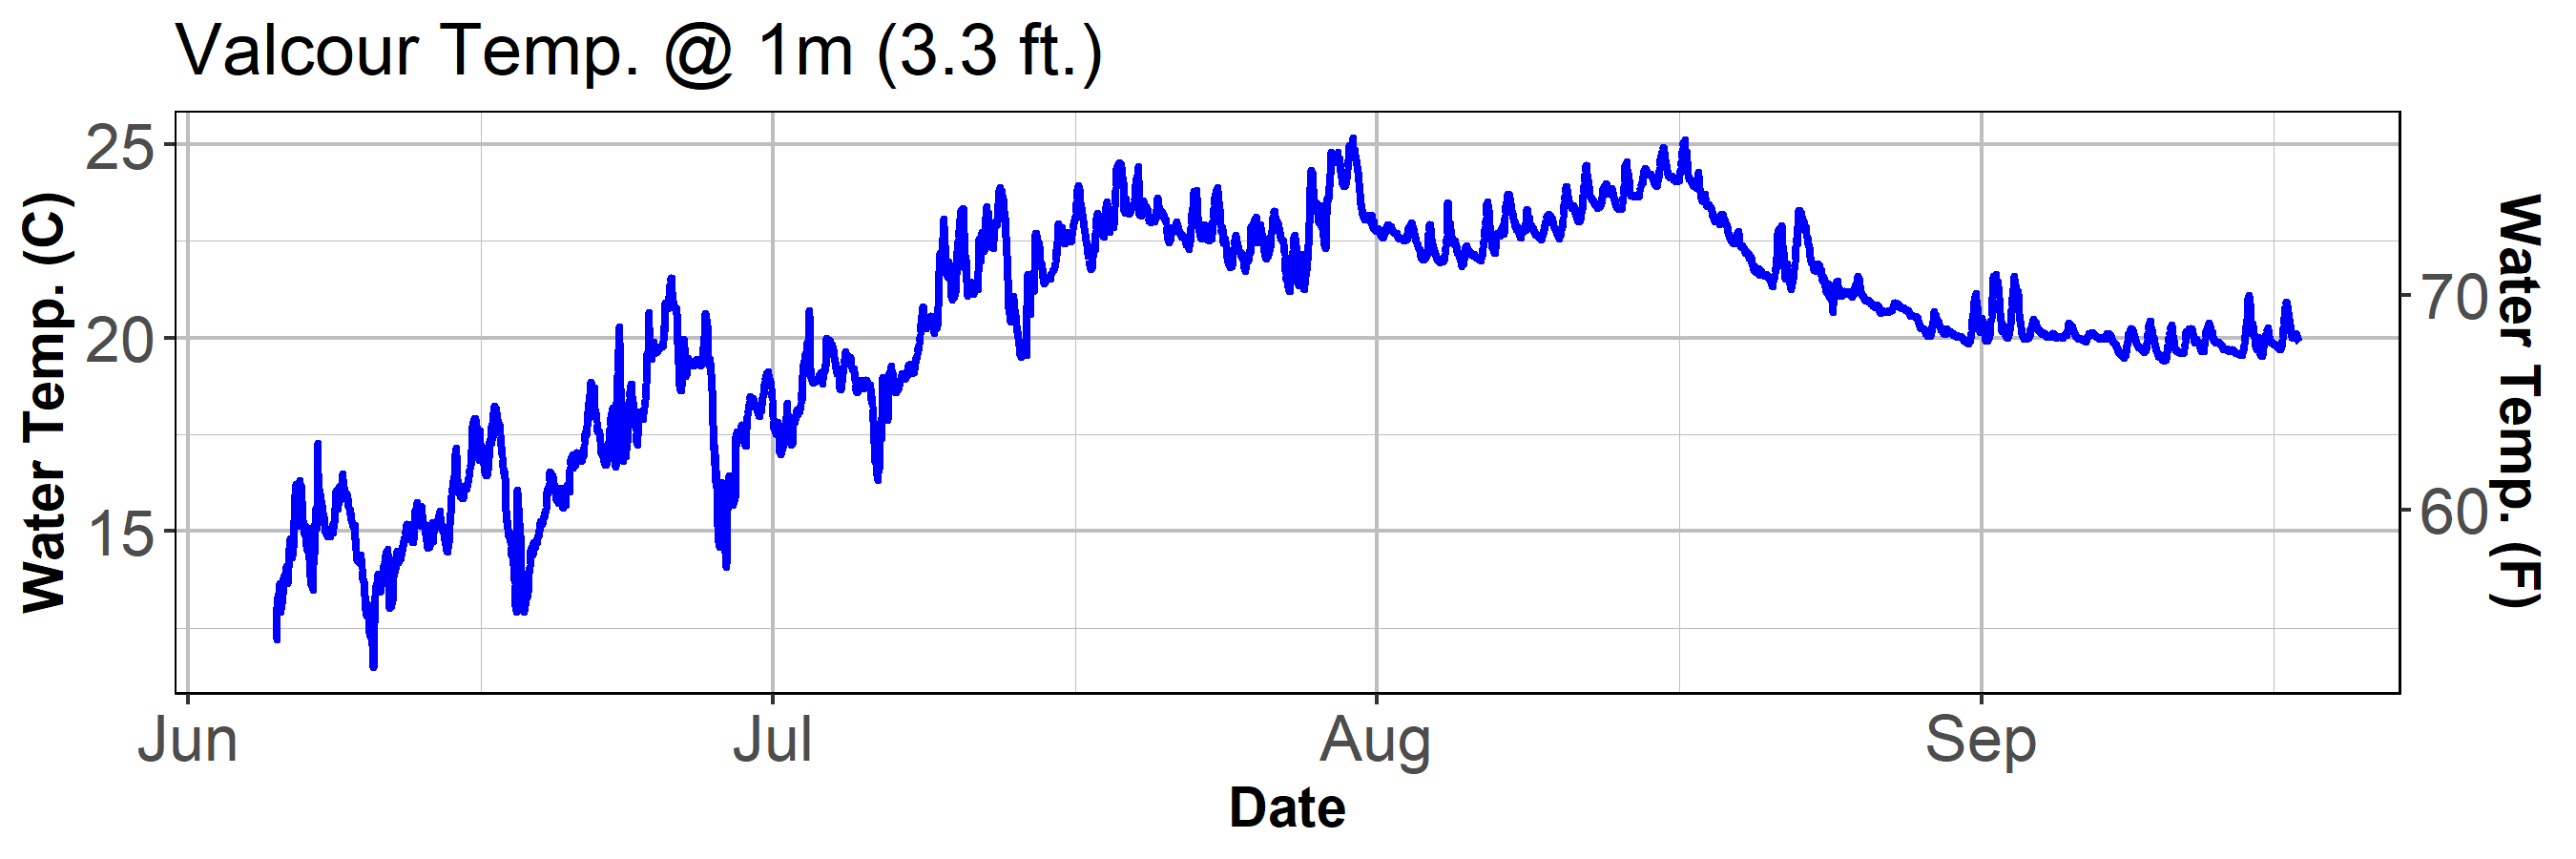 Valcour Temp. @ 1m (3.3 ft.)
Water Temp. (C)
25
20
15
70
60
Water Temp. (F)
Jun Jul Aug Sep
Date